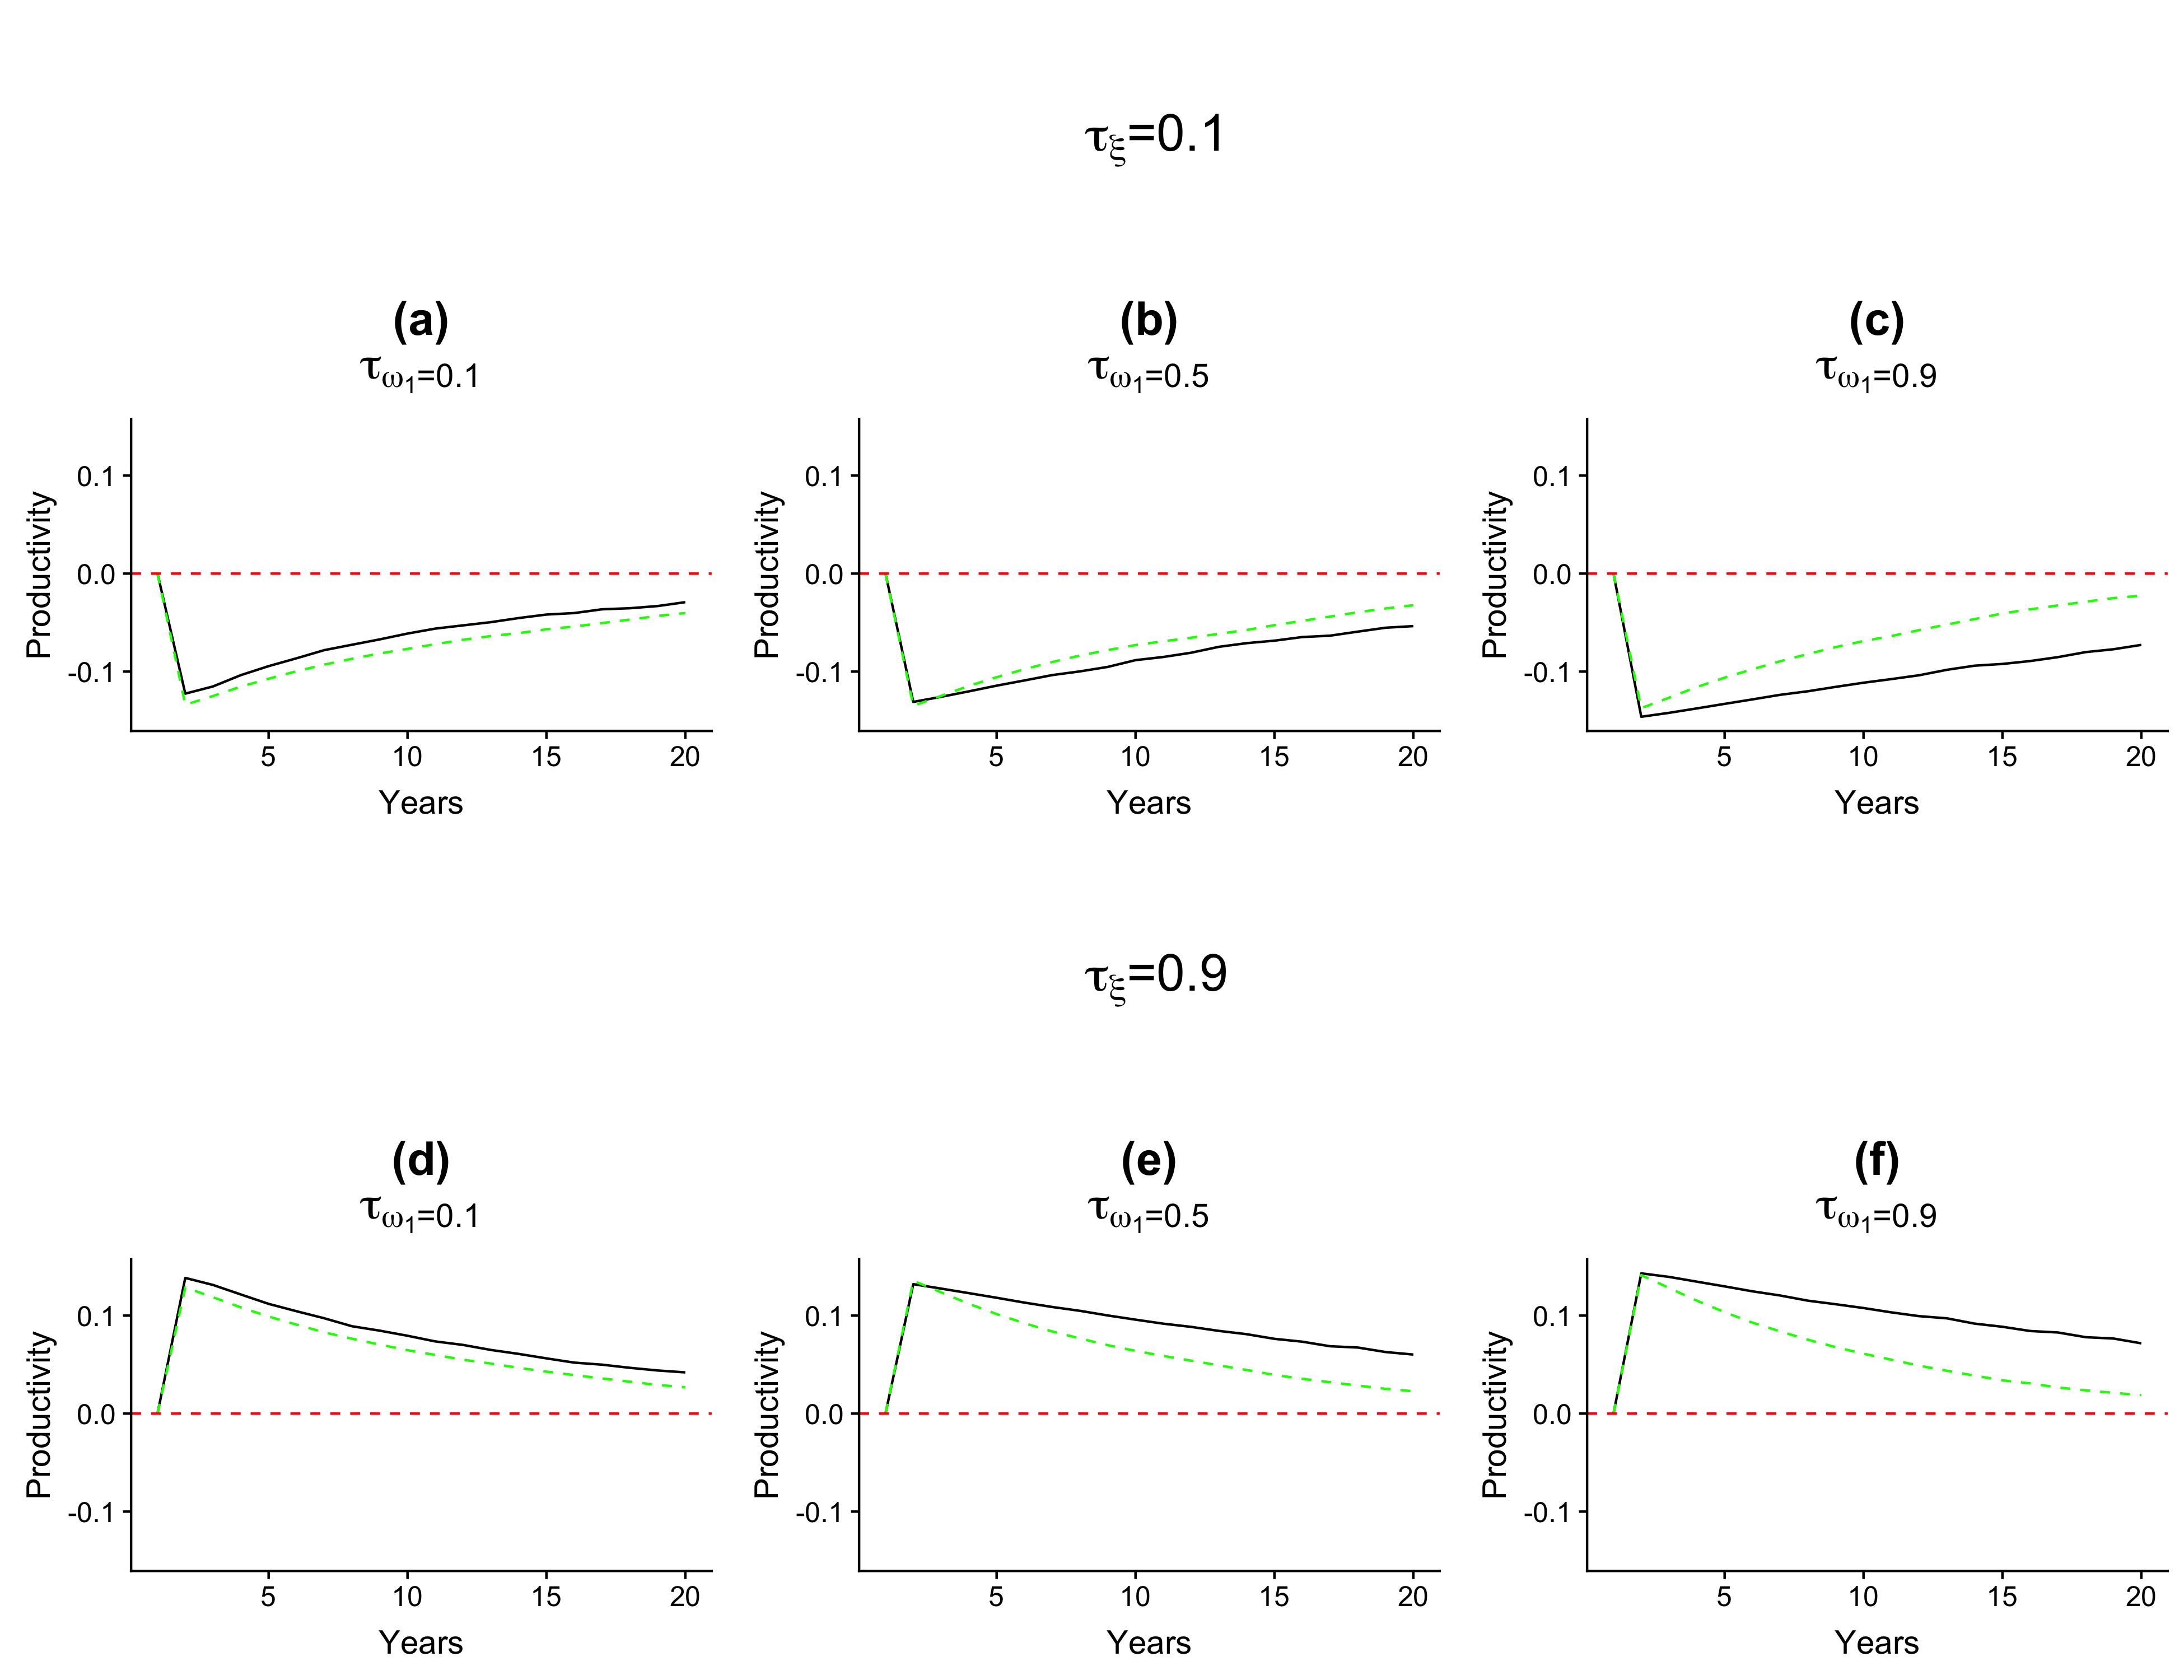 τξ=0.1
(a)
(b)
(c)
τω1=0.1
τω1=0.5
τω1=0.9
Productivity
0.1
0.0
-0.1
5
10
15
20
Years
Productivity
0.1
0.0
-0.1
5
10
15
20
Years
Productivity
0.1
0.0
-0.1
5
10
15
20
Years
τξ=0.9
(d)
(e)
(f)
τω1=0.1
τω1=0.5
τω1=0.9
Productivity
0.1
0.0
-0.1
5
10
15
20
Years
Productivity
0.1
0.0
-0.1
5
10
15
20
Years
Productivity
0.1
0.0
-0.1
5
10
15
20
Years